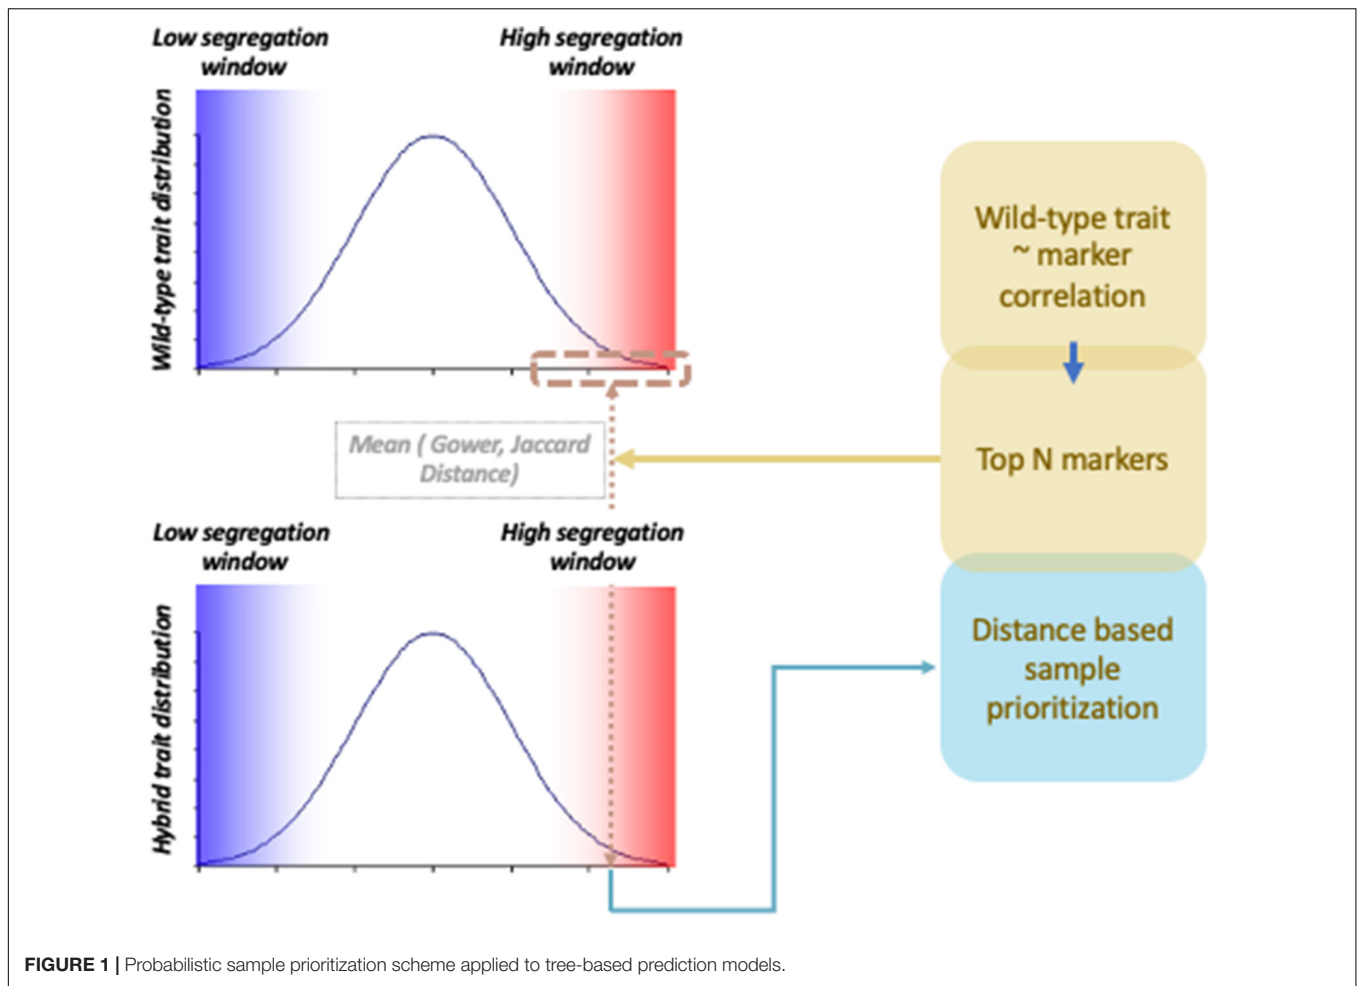 Low segregation
window
High segregation
window
Wild-type trait distribution
Wild-type trait
~ marker
correlation
Mean ( Gower, Jaccard
Distance)
Top N markers
Low segregation
window
High segregation
window
Hybrid trait distribution
Distance based
sample
prioritization
FIGURE 1 | Probabilistic sample prioritization scheme applied to tree-based prediction models.